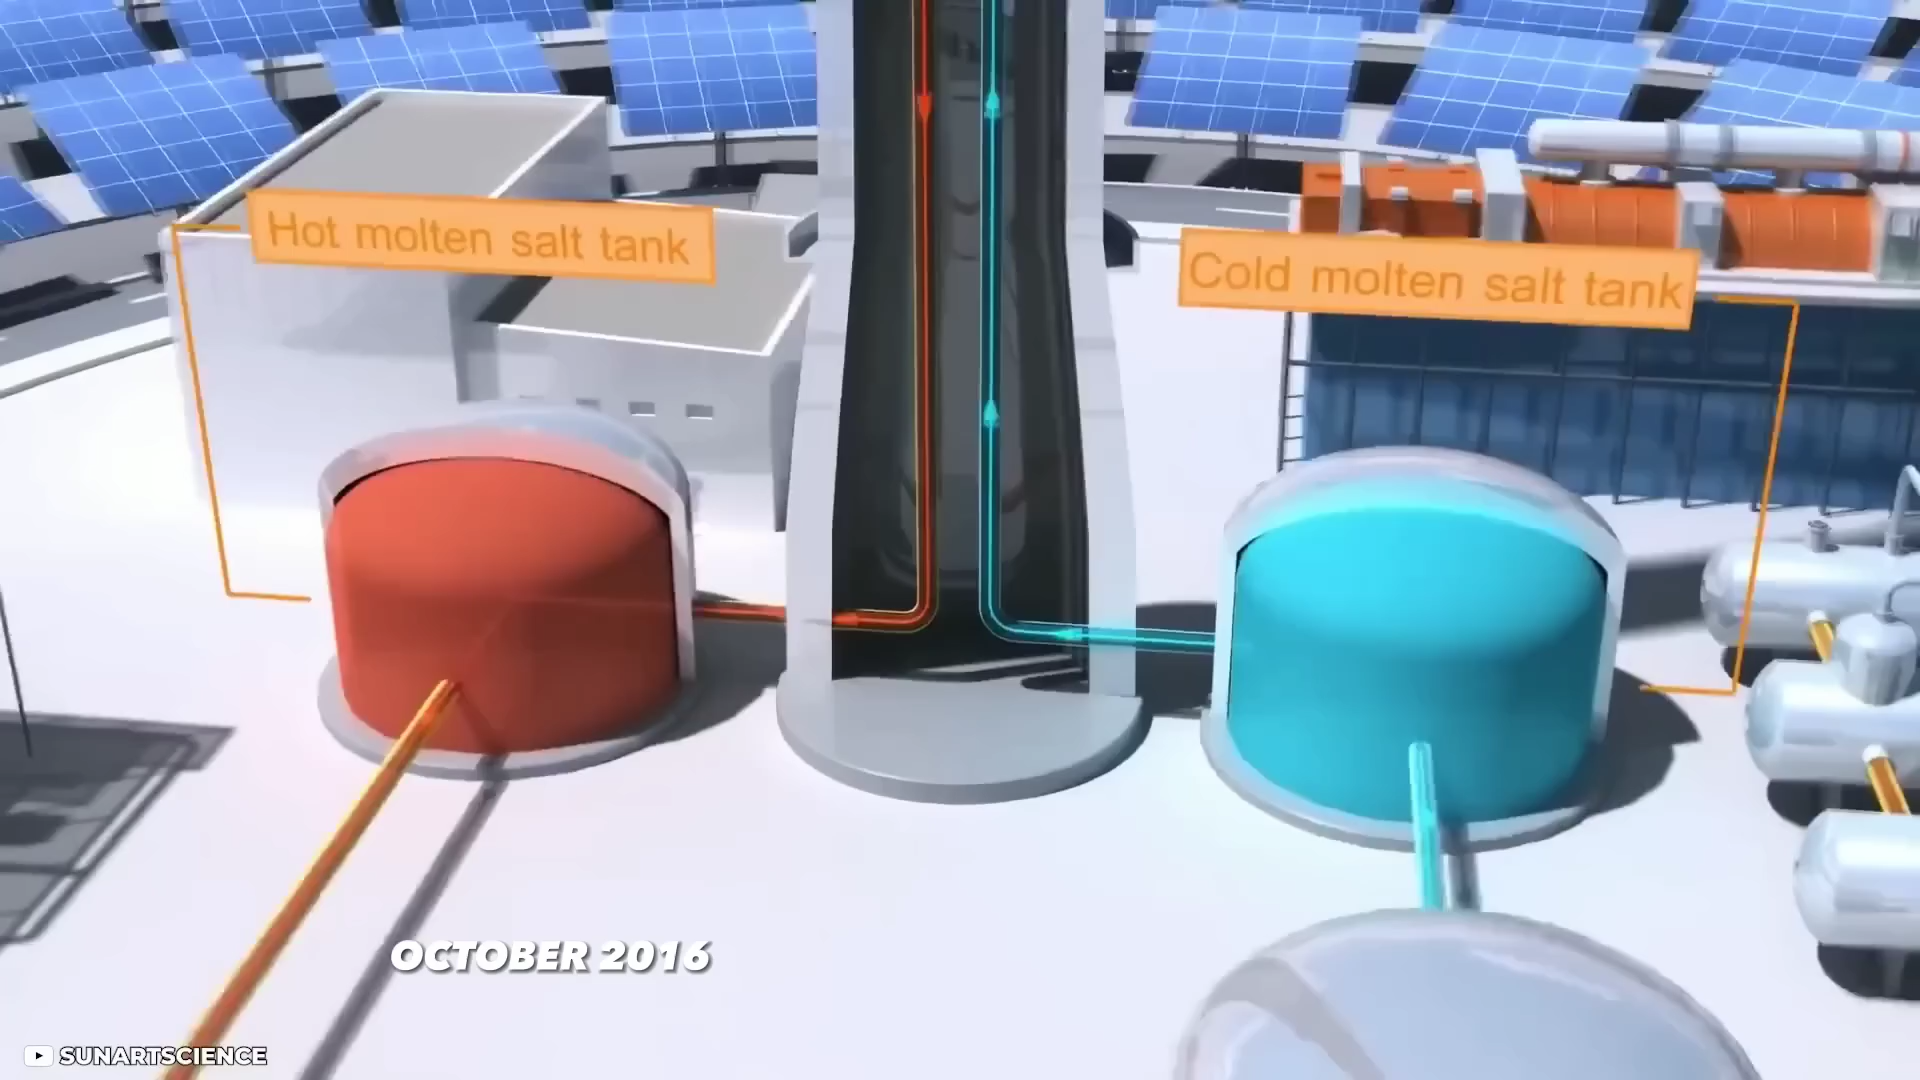 Hot molten salt tank
Cold molten salt tank
OCTOBER 2016
SUNARTSCIENCE